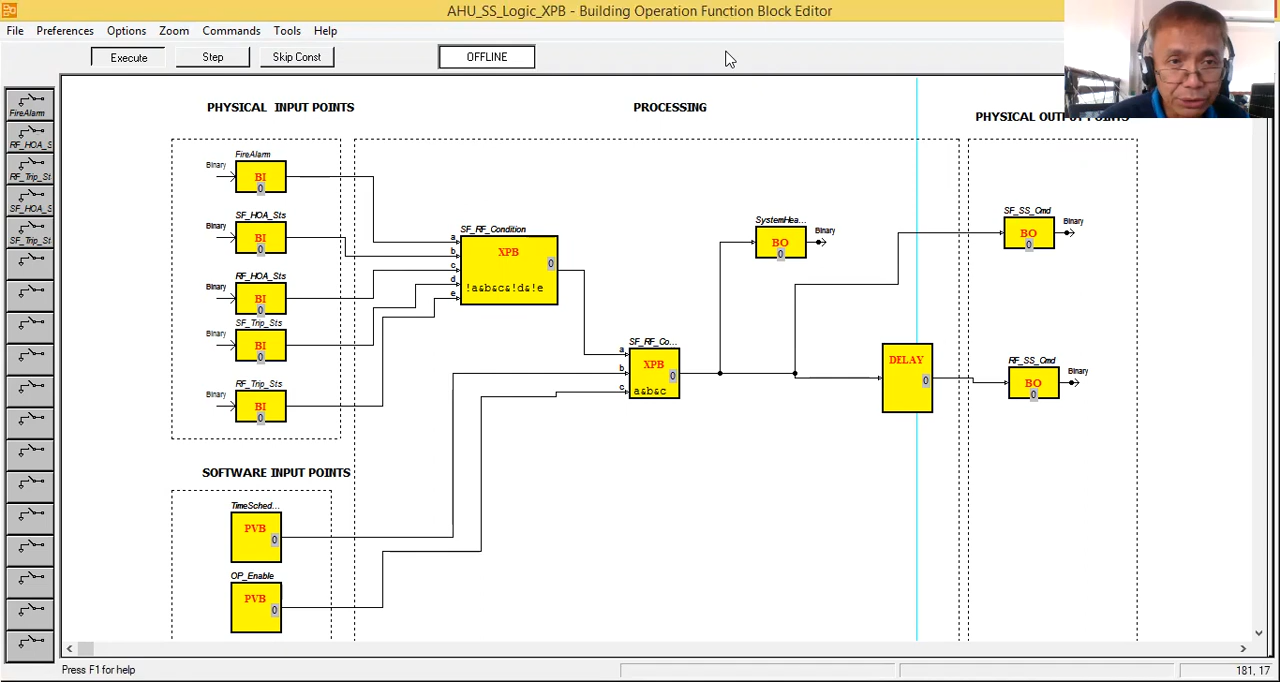 AHU_SS_Logic_XPB - Building Operation Function Block Editor
File Preferences Options Zoom Commands Tools Help
Execute Step Skip Const OFFLINE
FireAlarm
RF_HOA_S
RF_Trip_St
SF_HOA_S
SF_Trip_St
PHYSICAL INPUT POINTS
PROCESSING
PHYSICAL OUTPUT POINTS
FireAlarm
Binary
BI
0
SF_HOA_Sts
Binary
BI
0
RF_HOA_Sts
Binary
BI
0
SF_Trip_Sts
Binary
BI
0
RF_Trip_Sts
Binary
BI
0
SF_RF_Condition
a
b
c
d
e
XPB
0
!a&b&c&!d&!e
SF_RF_Co...
a
b
c
XPB
0
a&b&c
SystemHea...
BO
0
Binary
DELAY
0
SF_SS_Cmd
BO
0
Binary
RF_SS_Cmd
BO
0
Binary
SOFTWARE INPUT POINTS
TimeSched...
PVB
0
OP_Enable
PVB
0
Press F1 for help
181, 17